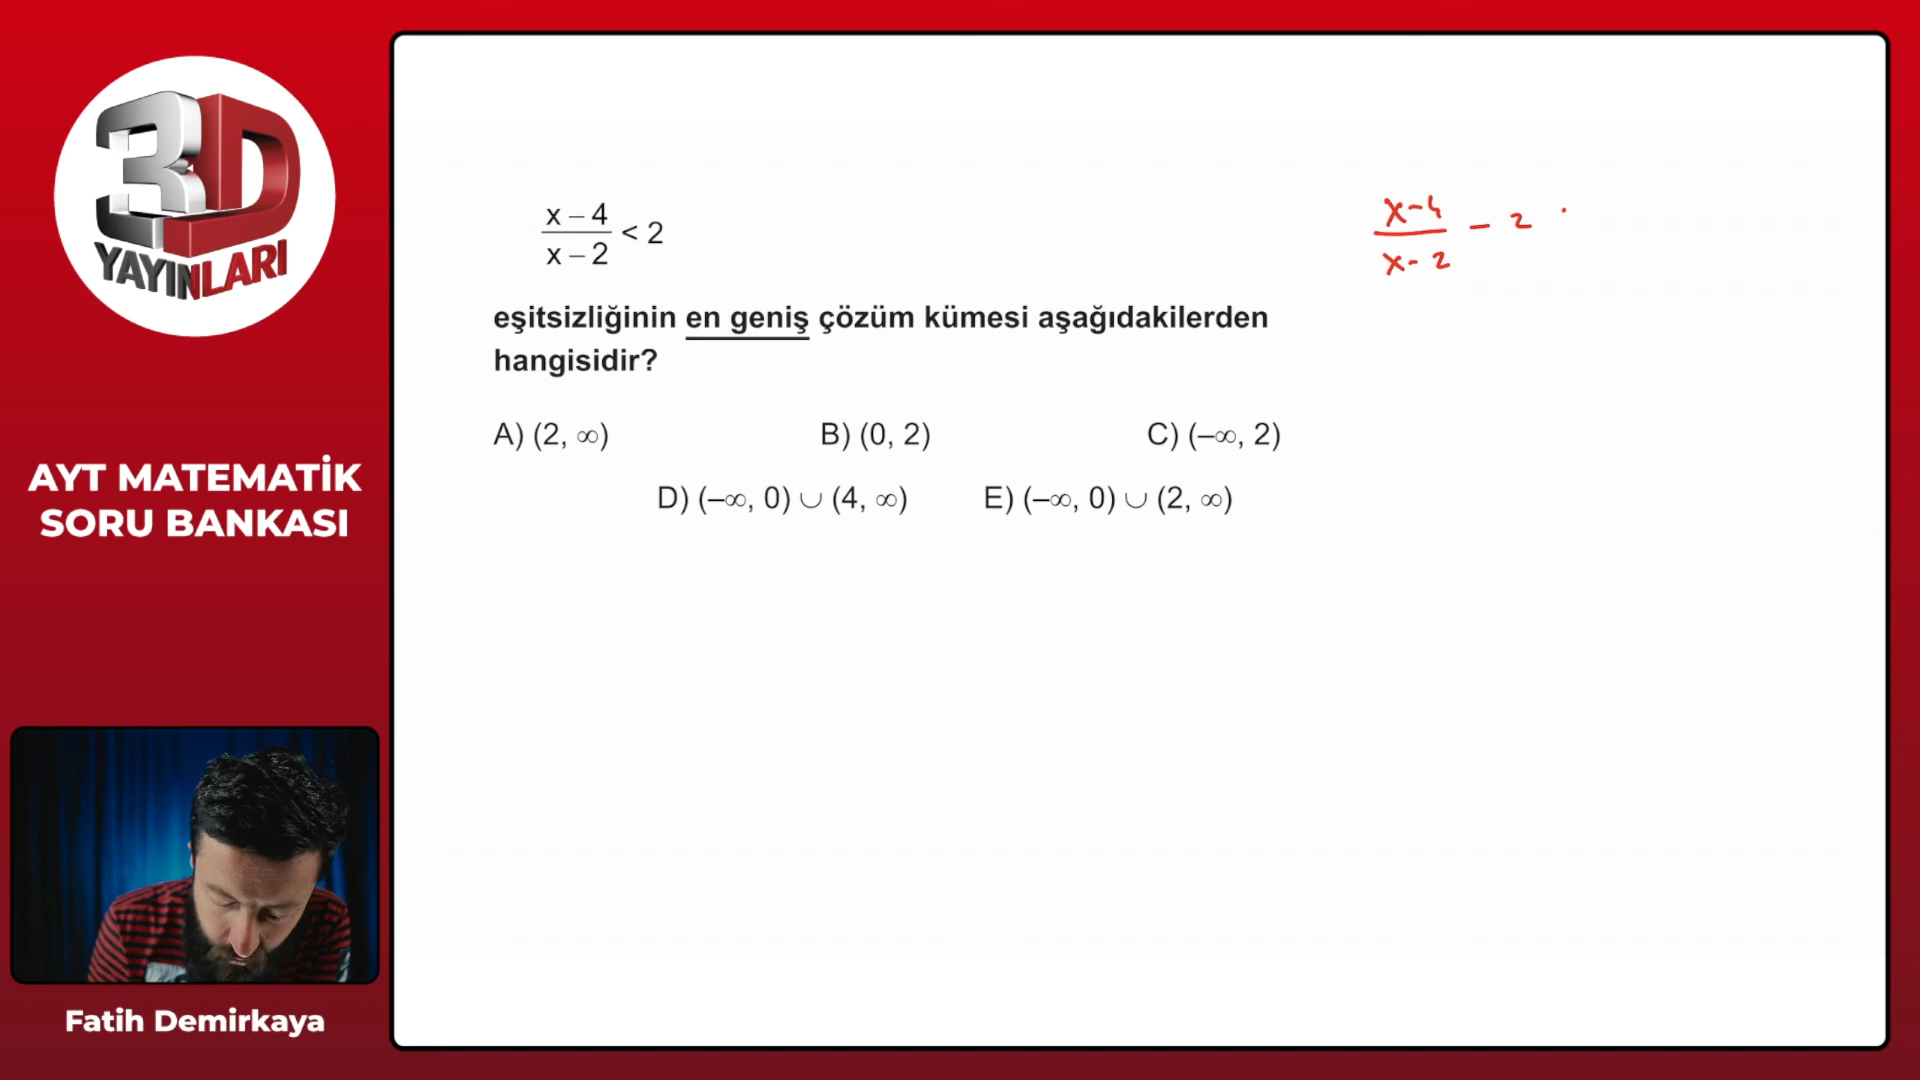 3D
YAYINLARI
AYT MATEMATİK
SORU BANKASI
Fatih Demirkaya
x – 4
x – 2
< 2
eşitsizliğinin en geniş çözüm kümesi aşağıdakilerden
hangisidir?
A) (2, ∞)
B) (0, 2)
C) (–∞, 2)
D) (–∞, 0) ∪ (4, ∞)
E) (–∞, 0) ∪ (2, ∞)
x-4
x-2
- 2